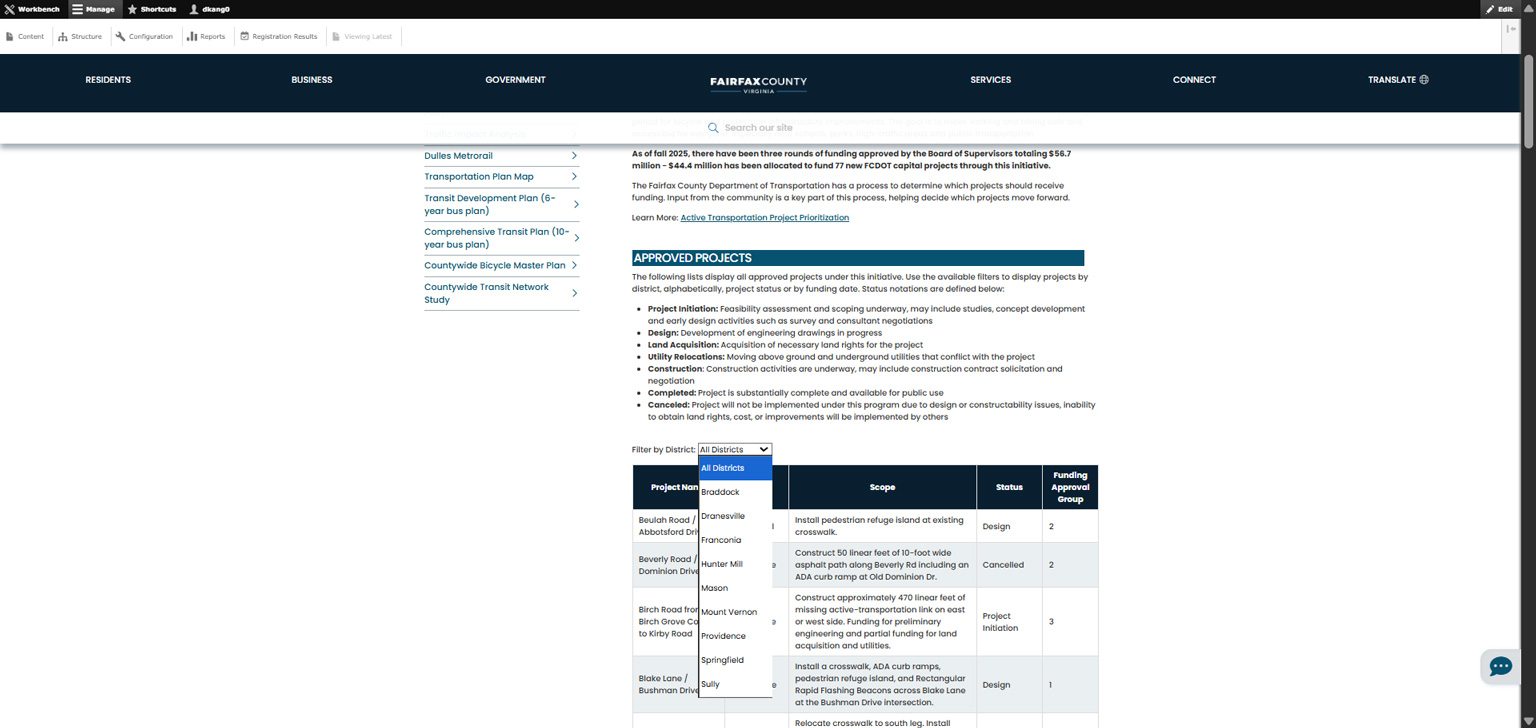 Workbench
Manage
Shortcuts
dkang0
Edit
Content
Structure
Configuration
Reports
Registration Results
Viewing Latest
RESIDENTS
BUSINESS
GOVERNMENT
FAIRFAX COUNTY
VIRGINIA
SERVICES
CONNECT
TRANSLATE
Search our site
Dulles Metrorail
Transportation Plan Map
Transit Development Plan (6-
year bus plan)
Comprehensive Transit Plan (10-
year bus plan)
Countywide Bicycle Master Plan
Countywide Transit Network
Study
As of fall 2025, there have been three rounds of funding approved by the Board of Supervisors totaling $56.7
million - $44.4 million has been allocated to fund 77 new FCDOT capital projects through this initiative.
The Fairfax County Department of Transportation has a process to determine which projects should receive
funding. Input from the community is a key part of this process, helping decide which projects move forward.
Learn More: Active Transportation Project Prioritization
APPROVED PROJECTS
The following lists display all approved projects under this initiative. Use the available filters to display projects by
district, alphabetically, project status or by funding date. Status notations are defined below:
Project Initiation: Feasibility assessment and scoping underway, may include studies, concept development
and early design activities such as survey and consultant negotiations
Design: Development of engineering drawings in progress
Land Acquisition: Acquisition of necessary land rights for the project
Utility Relocations: Moving above ground and underground utilities that conflict with the project
Construction: Construction activities are underway, may include construction contract solicitation and
negotiation
Completed: Project is substantially complete and available for public use
Canceled: Project will not be implemented under this program due to design or constructability issues, inability
to obtain land rights, cost, or improvements will be implemented by others
Filter by District: All Districts
All Districts
Braddock
Dranesville
Franconia
Hunter Mill
Mason
Mount Vernon
Providence
Springfield
Sully
Project
Scope
Status
Funding
Approval
Group
Beulah Road /
Abbotsford
Install pedestrian refuge island at existing
crosswalk.
Design
2
Beverly Road /
Dominion Drive
Construct 50 linear feet of 10-foot wide
asphalt path along Beverly Rd including an
ADA curb ramp at Old Dominion Dr.
Cancelled
2
Birch Road from
Birch Grove
to Kirby Road
Construct approximately 470 linear feet of
missing active-transportation link on east
or west side. Funding for preliminary
engineering and partial funding for land
acquisition and utilities.
Project
Initiation
3
Blake Lane /
Bushman Drive
Install a crosswalk, ADA curb ramps,
pedestrian refuge island, and Rectangular
Rapid Flashing Beacons across Blake Lane
at the Bushman Drive intersection.
Design
1
Relocate crosswalk to south leg. Install